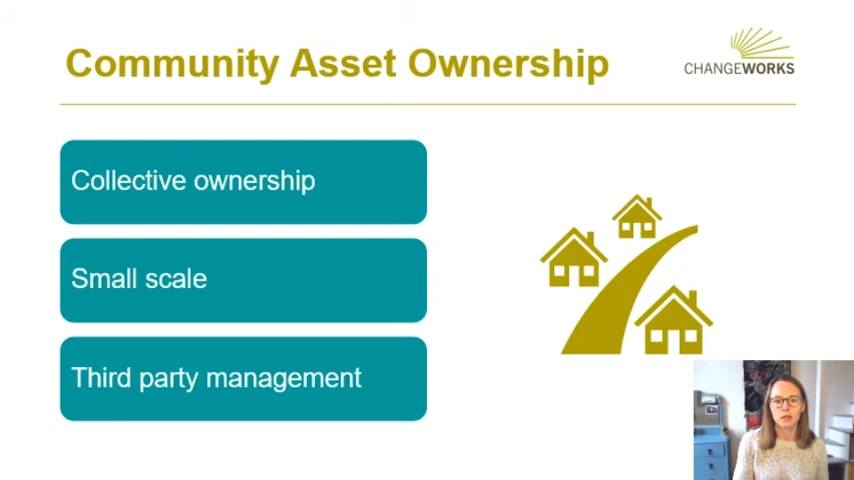 Community Asset Ownership
CHANGEWORKS
Collective ownership
Small scale
Third party management